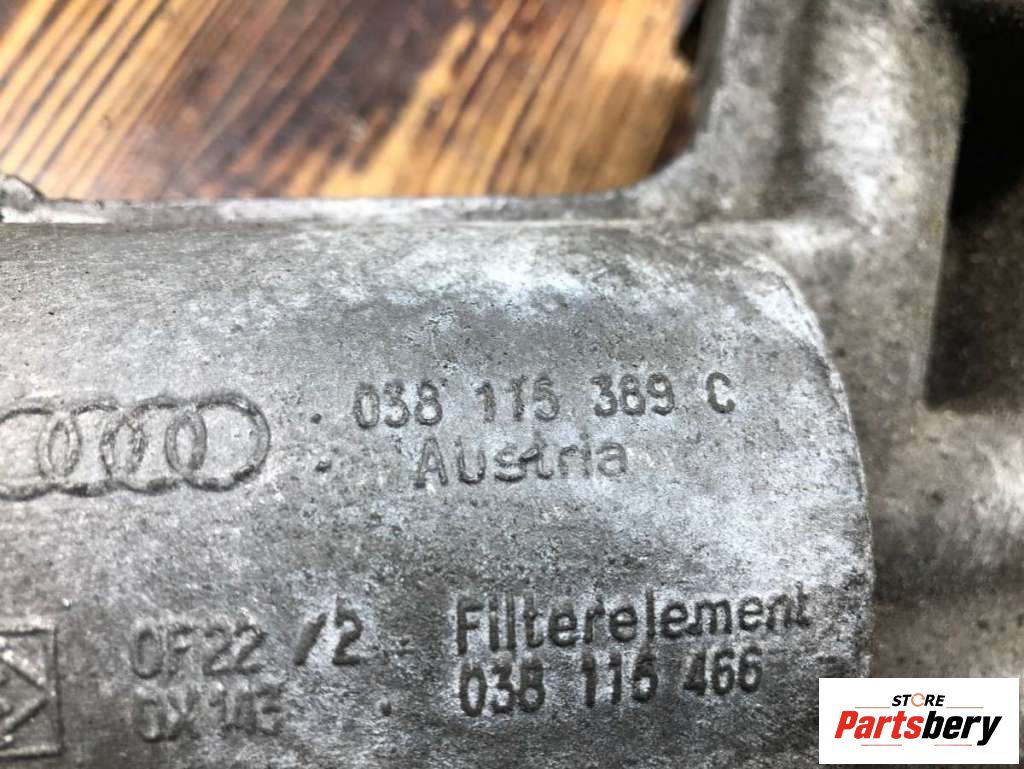 038 115 389 C
Austria
OF22 /2
Filterelement
038 115 466
STORE
Partsbery